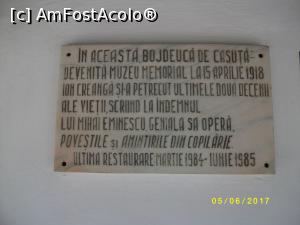 [c] AmFostAcolo®
ÎN ACEASTĂ BOJDEUCĂ DE CĂSUȚĂ-
DEVENITĂ MUZEU MEMORIAL LA 15 APRILIE 1918
ION CREANGĂ ȘI-A PETRECUT ULTIMELE DOUĂ DECENII
ALE VIEȚII, SCRIIND LA ÎNDEMNUL
LUI MIHAI EMINESCU, GENIALA SA OPERĂ,
POVEȘTILE ȘI AMINTIRILE DIN COPILĂRIE.
ULTIMA RESTAURARE-MARTIE 1984-IUNIE 1985
05/06/2017